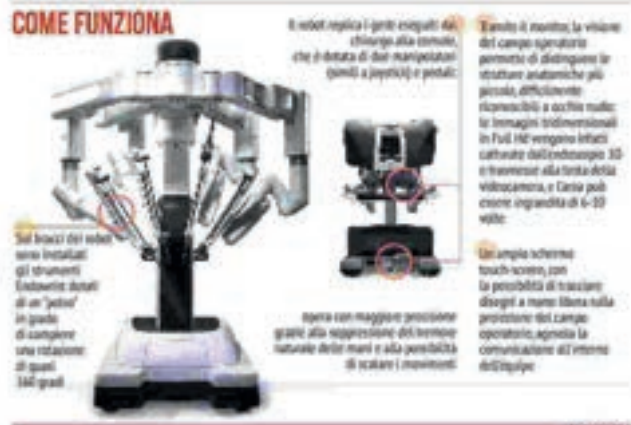 COME FUNZIONA
Il robot replica i gesti eseguiti dal
chirurgo alla console,
che è dotata di due manipolatori
(simili a joystick) e pedali
Tramite il monitor, la visione
del campo operatorio
permette di distinguere le
strutture anatomiche più
piccole, difficilmente
riconoscibili a occhio nudo:
le immagini tridimensionali
in Full Hd vengono infatti
catturate dall'endoscopio 3D
e trasmesse alla testa della
videocamera, e l'area può
essere ingrandita di 6-10
volte
Sui bracci del robot
sono installati
gli strumenti
Endowrist dotati
di un "polso"
in grado
di compiere
una rotazione
di quasi
360 gradi
opera con maggiore precisione
grazie alla soppressione del tremore
naturale delle mani e alla possibilità
di scalare i movimenti
Un ampio schermo
touch-screen, con
la possibilità di tracciare
disegni a mano libera sulla
proiezione del campo
operatorio, agevola la
comunicazione all'interno
dell'équipe